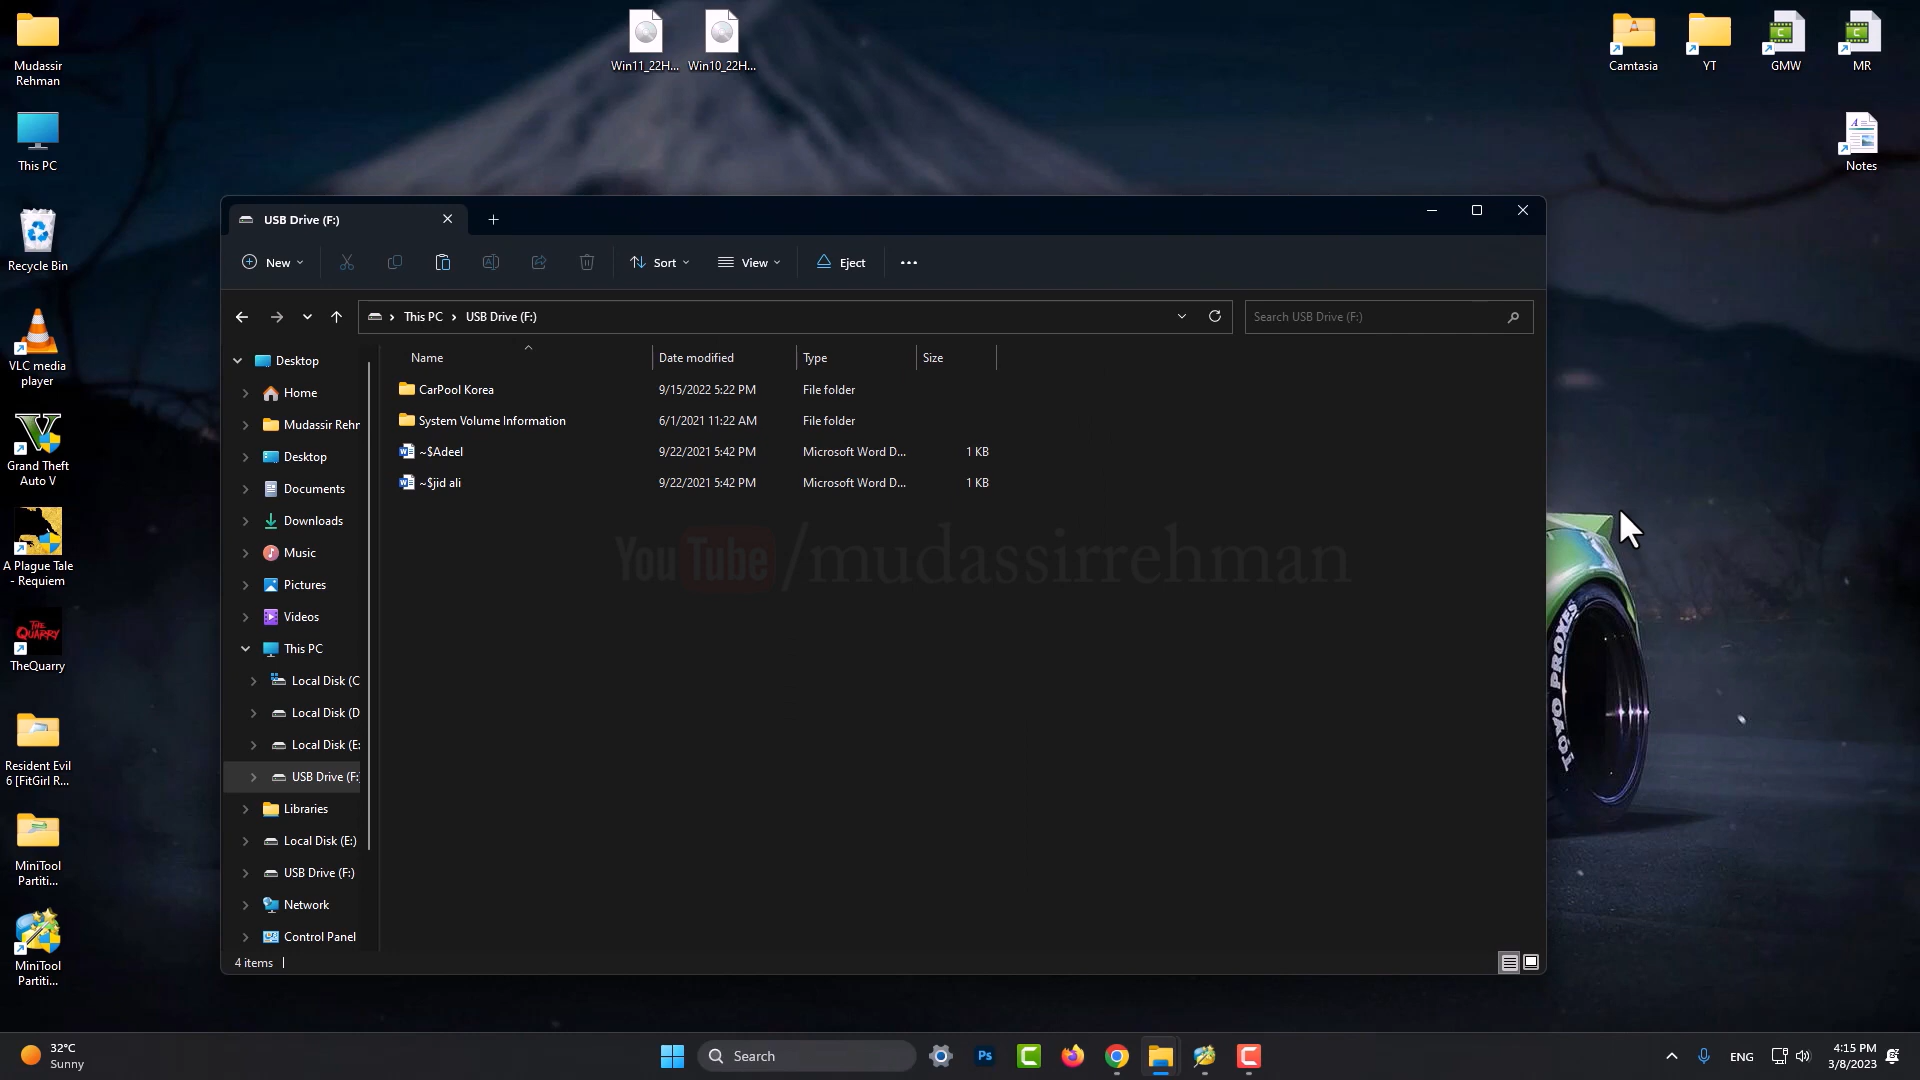 Mudassir
Rehman
This PC
Recycle Bin
VLC media
player
Grand Theft
Auto V
A Plague Tale
- Requiem
THE
QUARRY
TheQuarry
Resident Evil
6 [FitGirl R...
MiniTool
Partiti...
MiniTool
Partiti...
Win11_22H...
Win10_22H...
Camtasia
YT
GMW
MR
Notes
USB Drive (F:)
New
Sort
View
Eject
This PC
USB Drive (F:)
Search USB Drive (F:)
Name
Date modified
Type
Size
CarPool Korea
9/15/2022 5:22 PM
File folder
System Volume Information
6/1/2021 11:22 AM
File folder
~$Adeel
9/22/2021 5:42 PM
Microsoft Word D...
1 KB
~$jid ali
9/22/2021 5:42 PM
Microsoft Word D...
1 KB
Desktop
Home
Mudassir Rehr
Desktop
Documents
Downloads
Music
Pictures
Videos
This PC
Local Disk (C
Local Disk (D
Local Disk (E:
USB Drive (F:
Libraries
Local Disk (E:)
USB Drive (F:)
Network
Control Panel
YouTube/mudassirrehman
TOYO PROXES
4 items
32°C
Sunny
Search
Ps
ENG
4:15 PM
3/8/2023